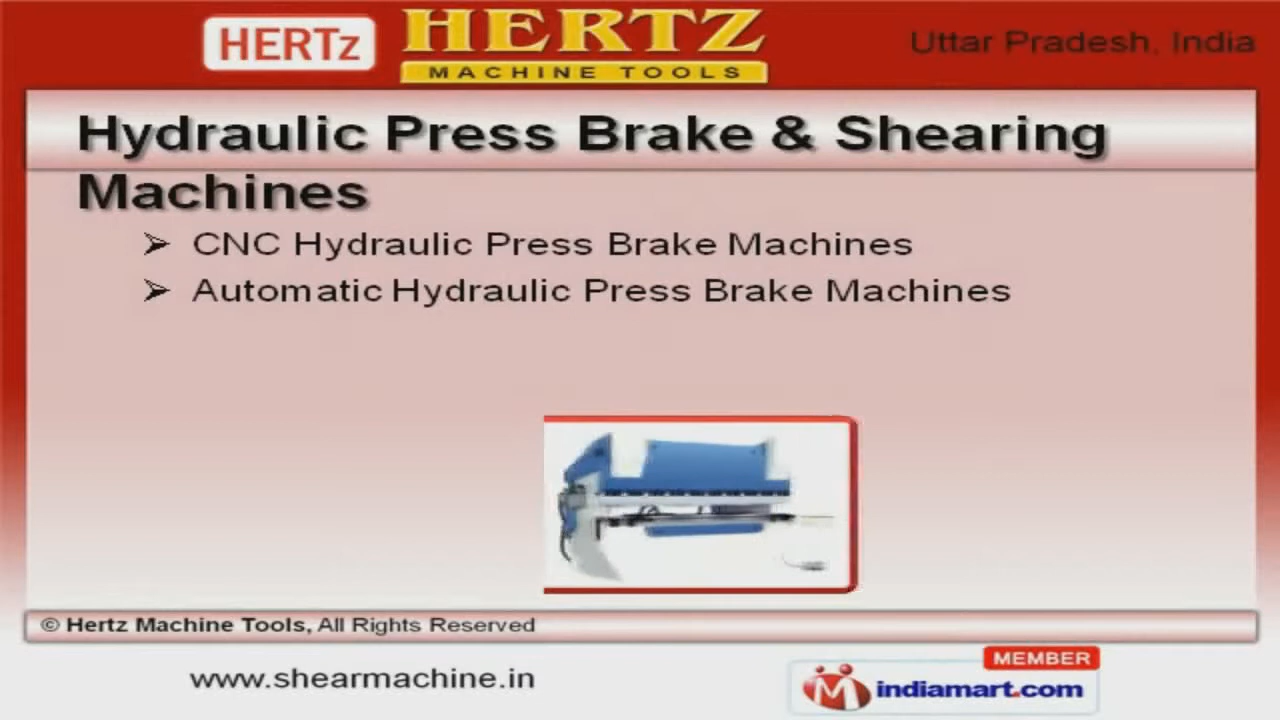 HERTz
HERTZ
MACHINE TOOLS
Uttar Pradesh, India
Hydraulic Press Brake & Shearing
Machines
➢ CNC Hydraulic Press Brake Machines
➢ Automatic Hydraulic Press Brake Machines
© Hertz Machine Tools, All Rights Reserved
www.shearmachine.in
MEMBER
indiamart.com